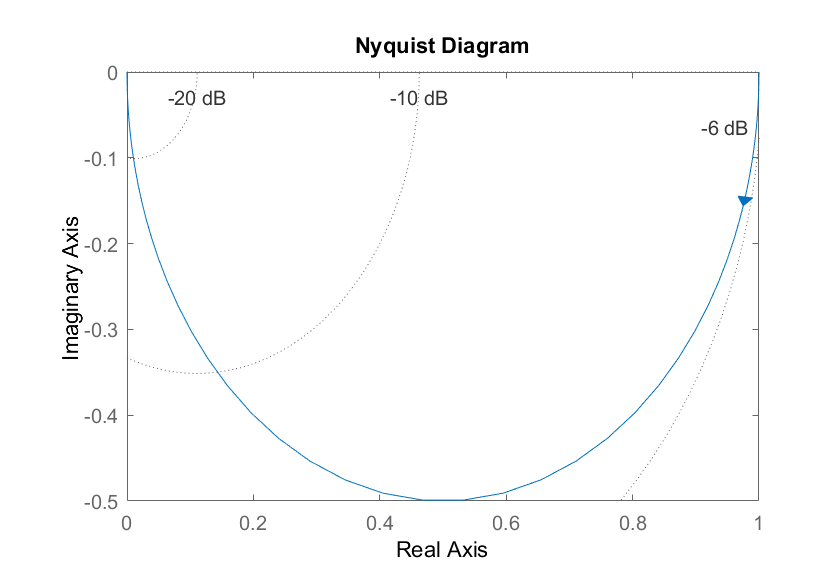 Nyquist Diagram
0
-20 dB
-10 dB
-6 dB
-0.1
-0.2
-0.3
-0.4
-0.5
Imaginary Axis
0
0.2
0.4
0.6
0.8
1
Real Axis